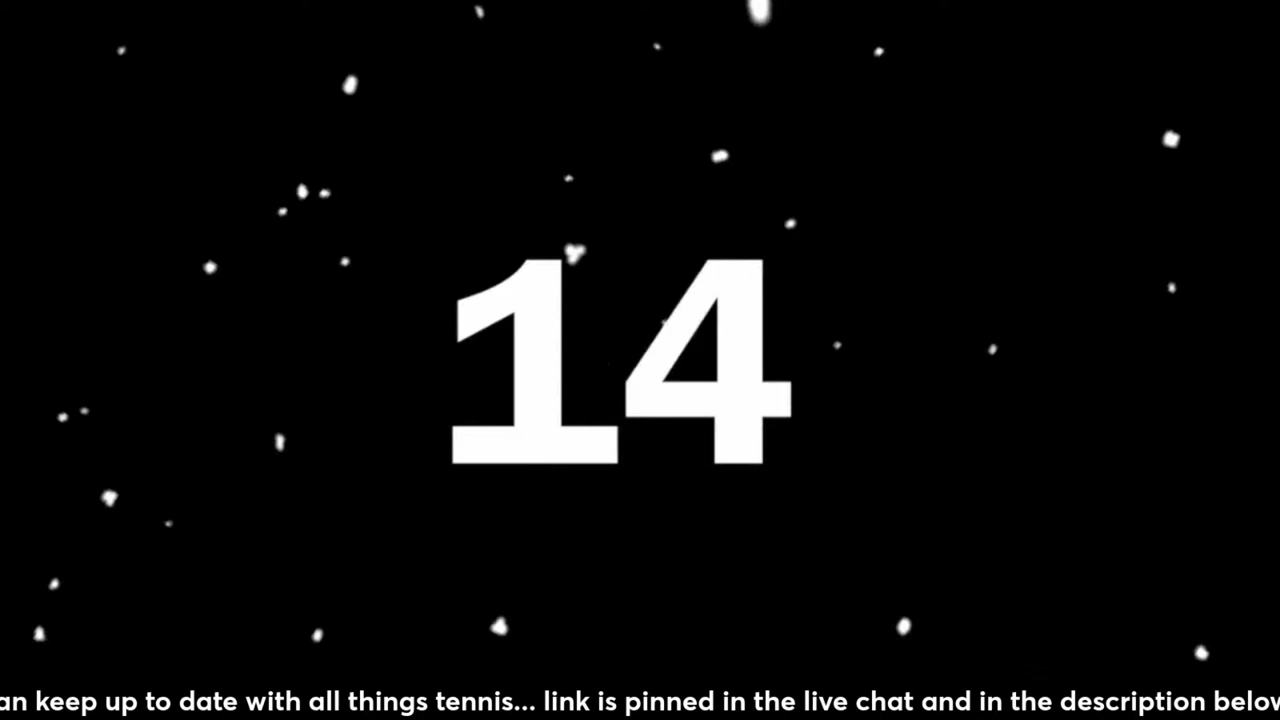 14
an keep up to date with all things tennis... link is pinned in the live chat and in the description below